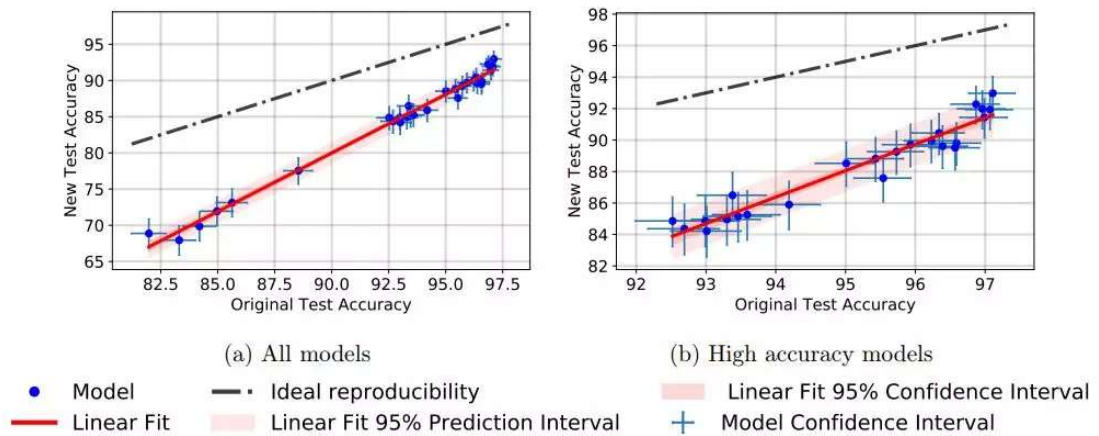 95
90
85
80
75
70
65
New Test Accuracy
82.5 85.0 87.5 90.0 92.5 95.0 97.5
Original Test Accuracy
(a) All models
98
96
94
92
90
88
86
84
82
New Test Accuracy
92 93 94 95 96 97
Original Test Accuracy
(b) High accuracy models
Model Ideal reproducibility Linear Fit 95% Confidence Interval
Linear Fit Linear Fit 95% Prediction Interval Model Confidence Interval